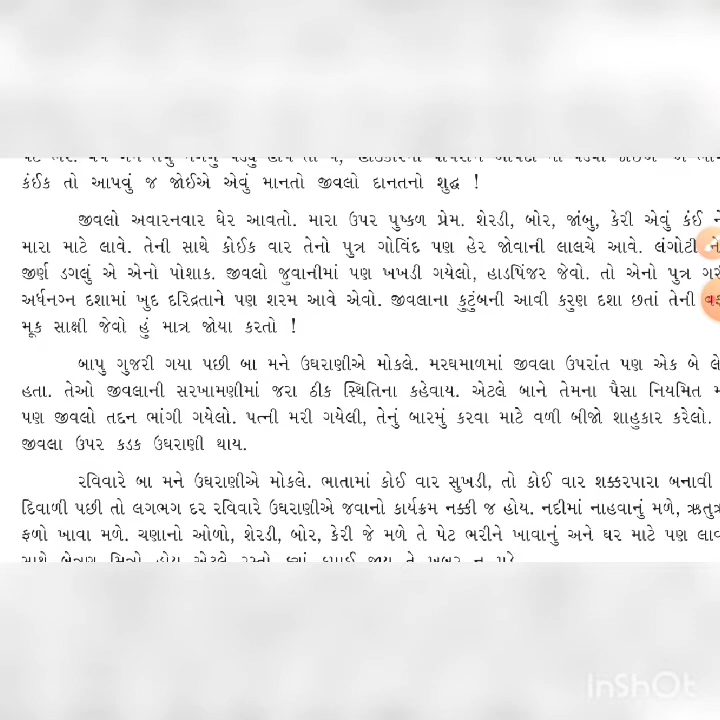 કંઈક તો આપવું જ જોઈએ એવું માનતો જીવલો દાનતનો શુદ્ધ !
જીવલો અવારનવાર ઘેર આવતો. મારા ઉપર પુષ્કળ પ્રેમ. શેરડી, બોર, જાંબુ, કેરી એવું કંઈ ને
મારા માટે લાવે. તેની સાથે કોઈક વાર તેનો પુત્ર ગોવિંદ પણ હેર જોવાની લાલચે આવે. લંગોટી ને
જીર્ણ ડગલું એ એનો પોશાક. જીવલો જુવાનીમાં પણ ખખડી ગયેલો, હાડપિંજર જેવો. તો એનો પુત્ર
અર્ધનગ્ન દશામાં ખુદ દરિદ્રતાને પણ શરમ આવે એવો. જીવલાના કુટુંબની આવી કરુણ દશા છતાં તેની
મૂક સાક્ષી જેવો હું માત્ર જોયા કરતો !
બાપુ ગુજરી ગયા પછી બા મને ઉઘરાણીએ મોકલે. મરઘમાળમાં જીવલા ઉપરાંત પણ એક બે
હતા. તેઓ જીવલાની સરખામણીમાં જરા ઠીક સ્થિતિના કહેવાય. એટલે બાને તેમના પૈસા નિયમિત
પણ જીવલો તદ્દન ભાંગી ગયેલો. પત્ની મરી ગયેલી, તેનું બારમું કરવા માટે વળી બીજો શાહુકાર કરેલો.
જીવલા ઉપર કડક ઉઘરાણી થાય.
રવિવારે બા મને ઉઘરાણીએ મોકલે. ભાતામાં કોઈ વાર સુખડી, તો કોઈ વાર શક્કરપારા બનાવી
દિવાળી પછી તો લગભગ દર રવિવારે ઉઘરાણીએ જવાનો કાર્યક્રમ નક્કી જ હોય. નદીમાં નાહવાનું મળે,
ફળો ખાવા મળે. ચણાનો ઓળો, શેરડી, બોર, કેરી જે મળે તે પેટ ભરીને ખાવાનું અને ઘર માટે પણ
InShOt